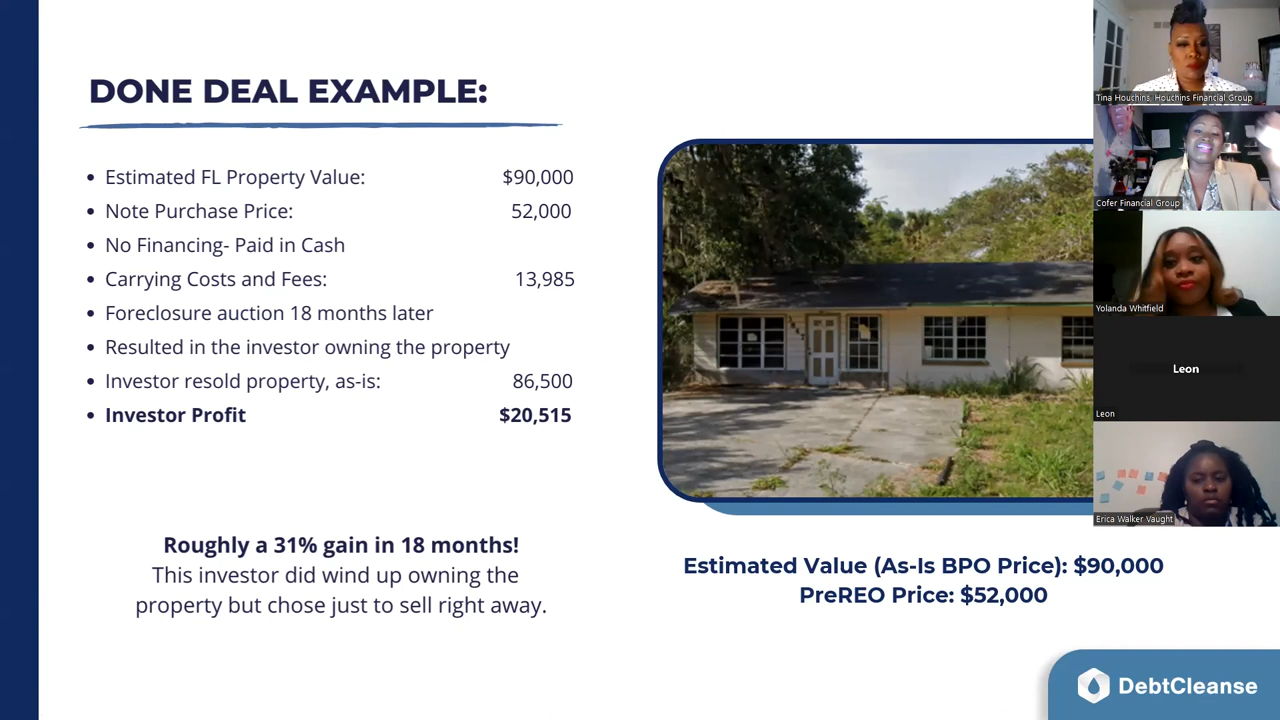 DONE DEAL EXAMPLE:
• Estimated FL Property Value: $90,000
• Note Purchase Price: 52,000
• No Financing- Paid in Cash
• Carrying Costs and Fees: 13,985
• Foreclosure auction 18 months later
• Resulted in the investor owning the property
• Investor resold property, as-is: 86,500
• Investor Profit $20,515
Roughly a 31% gain in 18 months!
This investor did wind up owning the
property but chose just to sell right away.
Estimated Value (As-Is BPO Price): $90,000
PreREO Price: $52,000
DebtCleanse
Tina Houchins, Houchins Financial Group
Cofer Financial Group
Yolanda Whitfield
Leon
Leon
Erica Walker Vaught